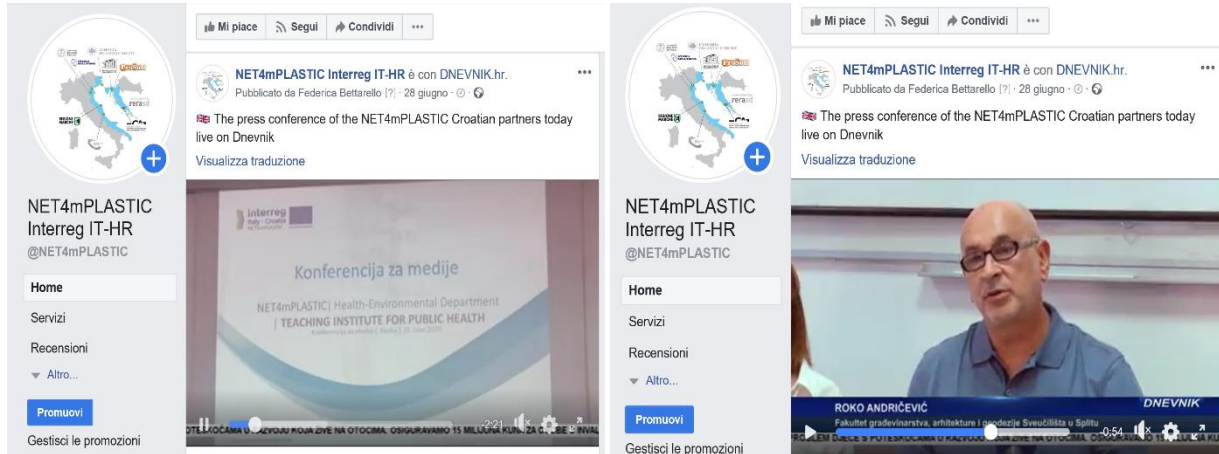 Mi piace Segui Condividi
NET4mPLASTIC Interreg IT-HR è con DNEVNIK.hr.
Pubblicato da Federica Bettarello [?] · 28 giugno ·
The press conference of the NET4mPLASTIC Croatian partners today
live on Dnevnik
Visualizza traduzione
Interreg
Italy - Croatia
NET4mPLASTIC
Konferencija za medije
NET4mPLASTIC| Health-Environmental Department
| TEACHING INSTITUTE FOR PUBLIC HEALTH
-2:21
NET4mPLASTIC
Interreg IT-HR
@NET4mPLASTIC
Home
Servizi
Recensioni
Altro...
Promuovi
Gestisci le promozioni
Mi piace Segui Condividi
NET4mPLASTIC Interreg IT-HR è con DNEVNIK.hr.
Pubblicato da Federica Bettarello [?] · 28 giugno ·
The press conference of the NET4mPLASTIC Croatian partners today
live on Dnevnik
Visualizza traduzione
ROKO ANDRIČEVIĆ
DNEVNIK
Fakultet građevinarstva, arhitekture i geodezije Sveučilišta u Splitu
-0:54
NET4mPLASTIC
Interreg IT-HR
@NET4mPLASTIC
Home
Servizi
Recensioni
Altro...
Promuovi
Gestisci le promozioni